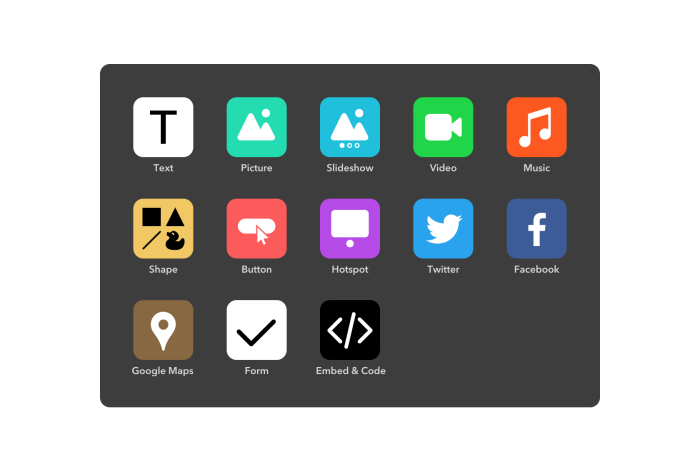 T
Text
Picture
Slideshow
Video
Music
Shape
Button
Hotspot
Twitter
Facebook
Google Maps
Form
</>
Embed & Code